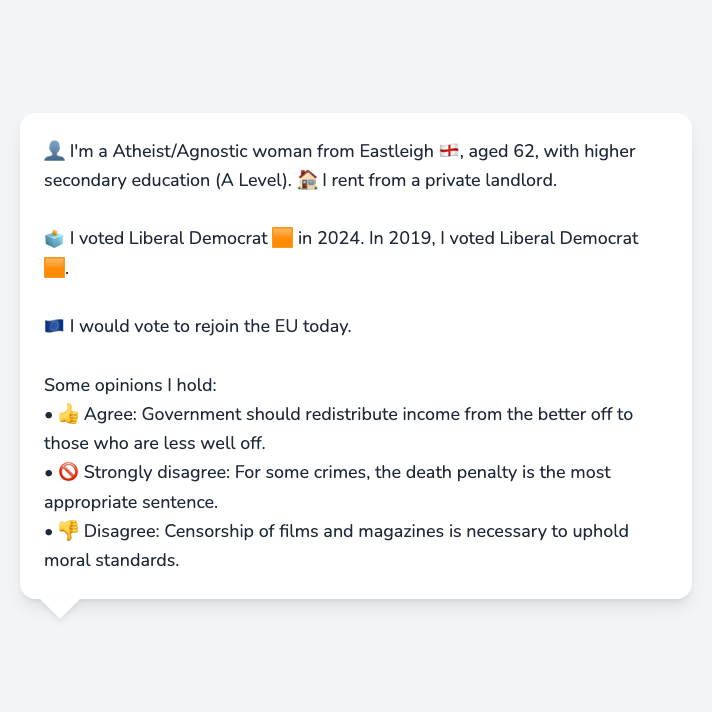 👤 I'm a Atheist/Agnostic woman from Eastleigh 🏴󠁧󠁢󠁥󠁮󠁧󠁿, aged 62, with higher
secondary education (A Level). 🏠 I rent from a private landlord.
🗳️ I voted Liberal Democrat 🟧 in 2024. In 2019, I voted Liberal Democrat
🟧.
🇪🇺 I would vote to rejoin the EU today.
Some opinions I hold:
• 👍 Agree: Government should redistribute income from the better off to
those who are less well off.
• 🚫 Strongly disagree: For some crimes, the death penalty is the most
appropriate sentence.
• 👎 Disagree: Censorship of films and magazines is necessary to uphold
moral standards.